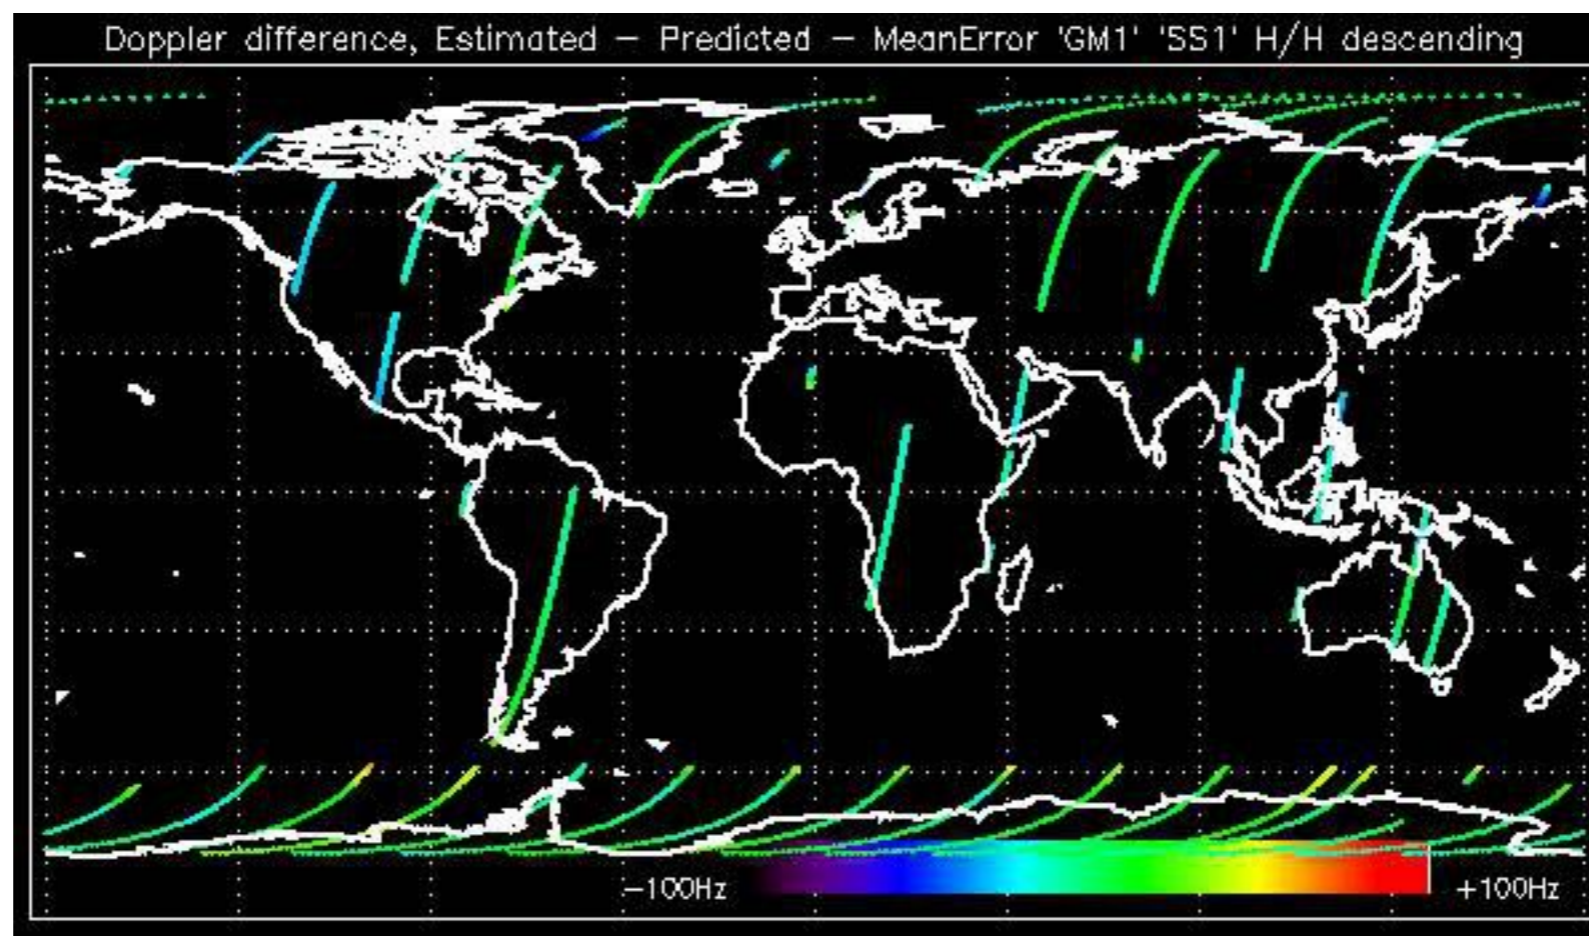 Doppler difference, Estimated – Predicted – MeanError 'GM1' 'SS1' H/H descending
–100Hz
+100Hz